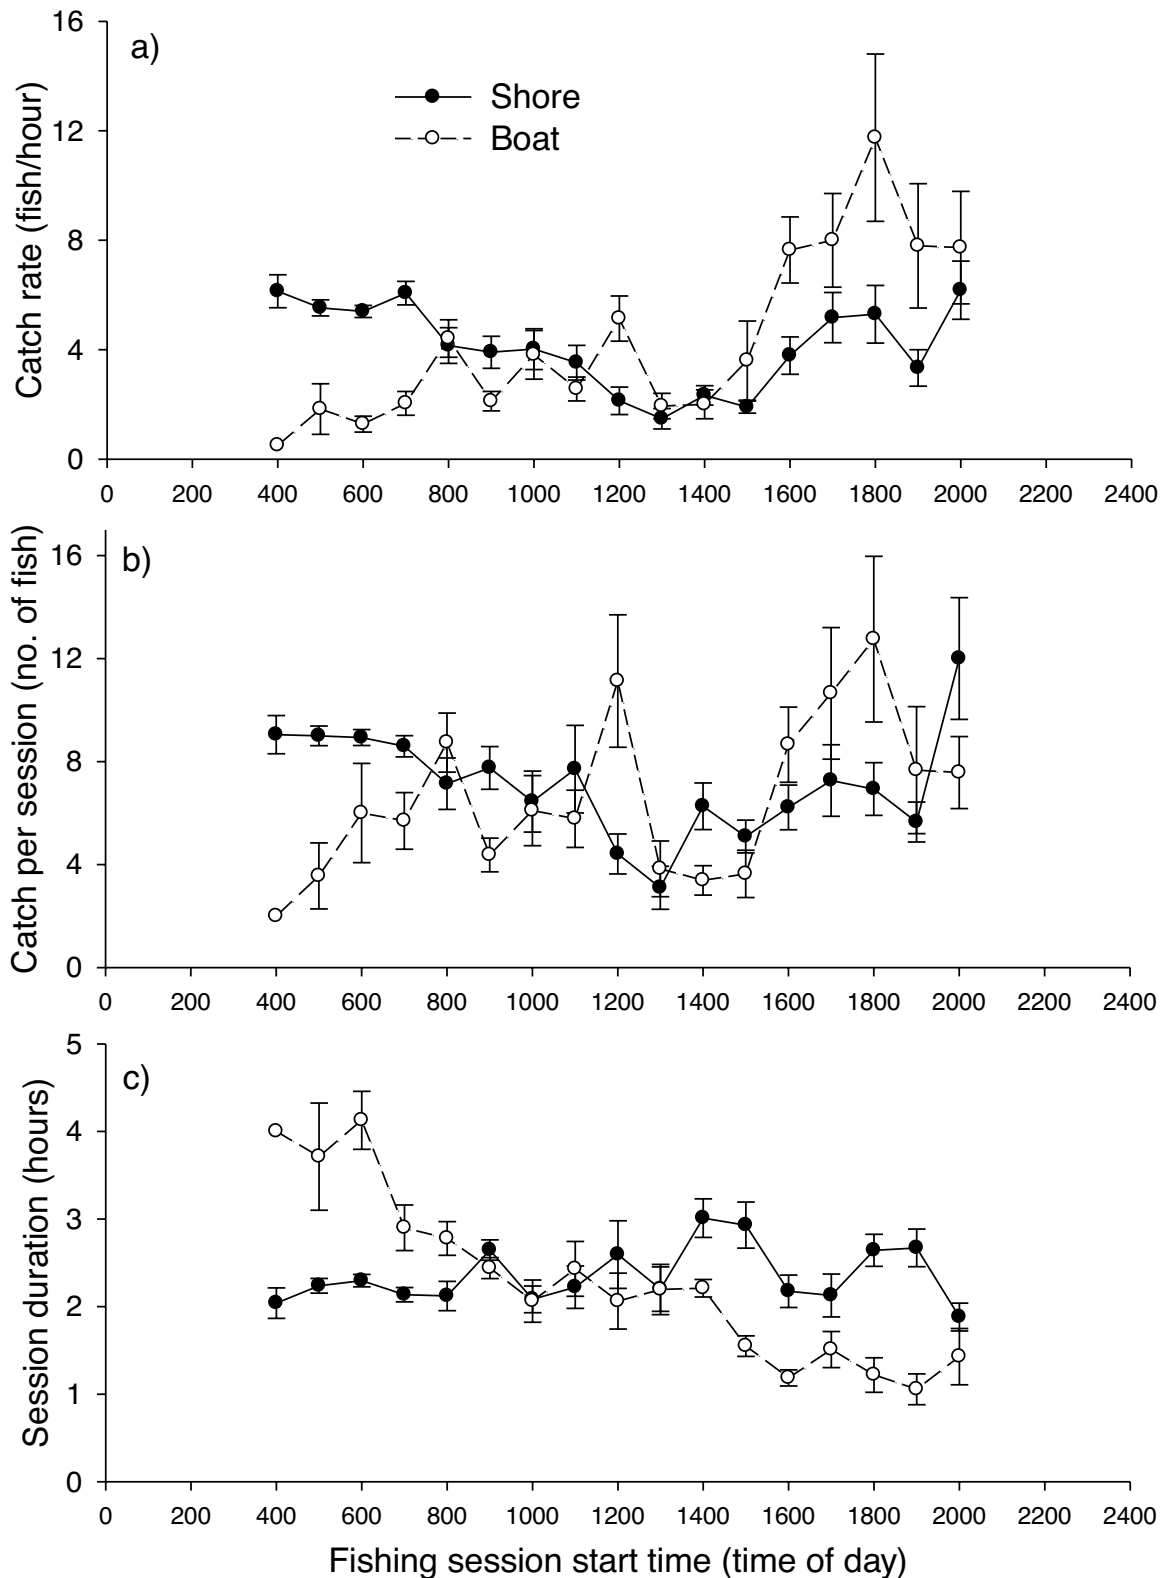 16
a)
Shore
12
Boat
8
4
0
Catch rate (fish/hour)
0 200 400 600 800 1000 1200 1400 1600 1800 2000 2200 2400
16
b)
12
8
4
0
Catch per session (no. of fish)
0 200 400 600 800 1000 1200 1400 1600 1800 2000 2200 2400
5
c)
4
3
2
1
0
Session duration (hours)
0 200 400 600 800 1000 1200 1400 1600 1800 2000 2200 2400
Fishing session start time (time of day)